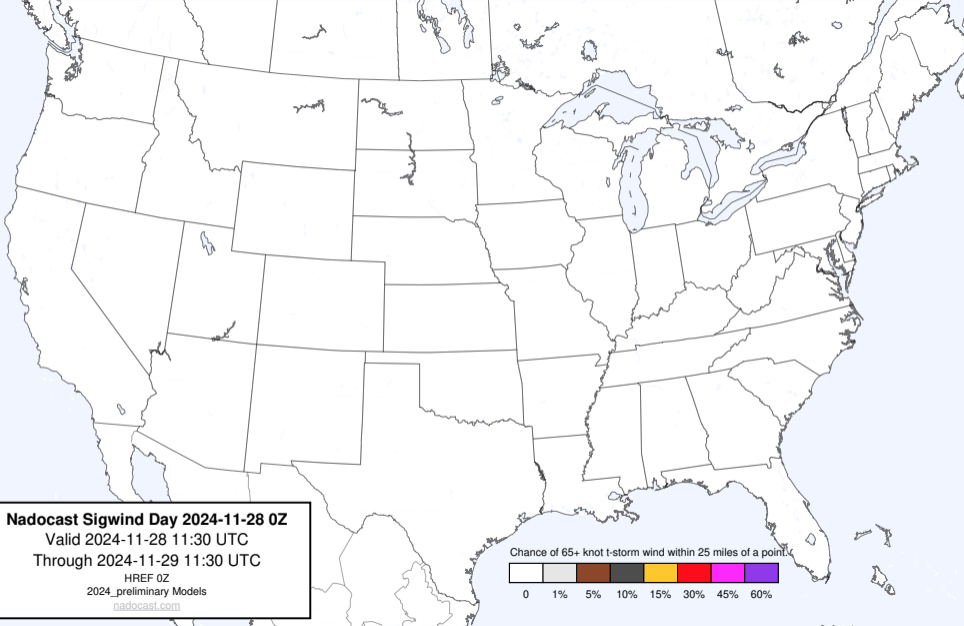 Nadocast Sigwind Day 2024-11-28 0Z
Valid 2024-11-28 11:30 UTC
Through 2024-11-29 11:30 UTC
HREF 0Z
2024_preliminary Models
nadocast.com
Chance of 65+ knot t-storm wind within 25 miles of a point.
0 1% 5% 10% 15% 30% 45% 60%